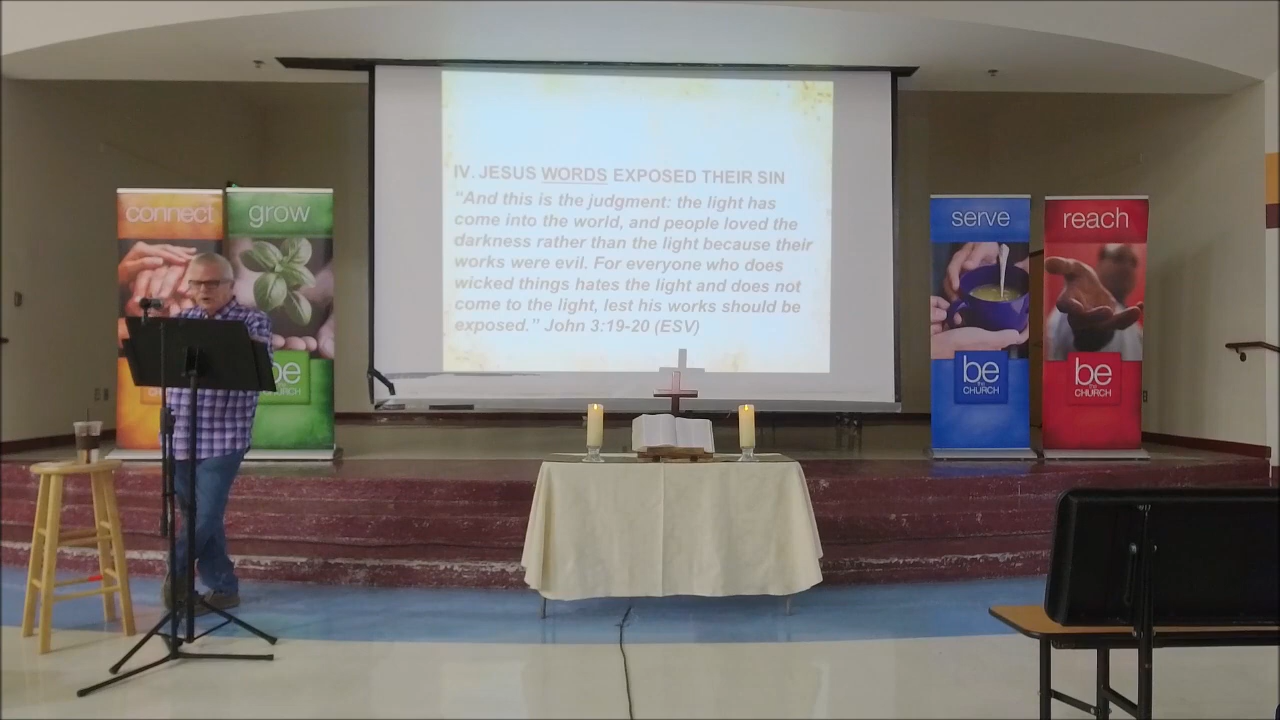 IV. JESUS WORDS EXPOSED THEIR SIN
“And this is the judgment: the light has
come into the world, and people loved the
darkness rather than the light because their
works were evil. For everyone who does
wicked things hates the light and does not
come to the light, lest his works should be
exposed.” John 3:19-20 (ESV)
connect
grow
be
CHURCH
serve
be
CHURCH
reach
be
CHURCH